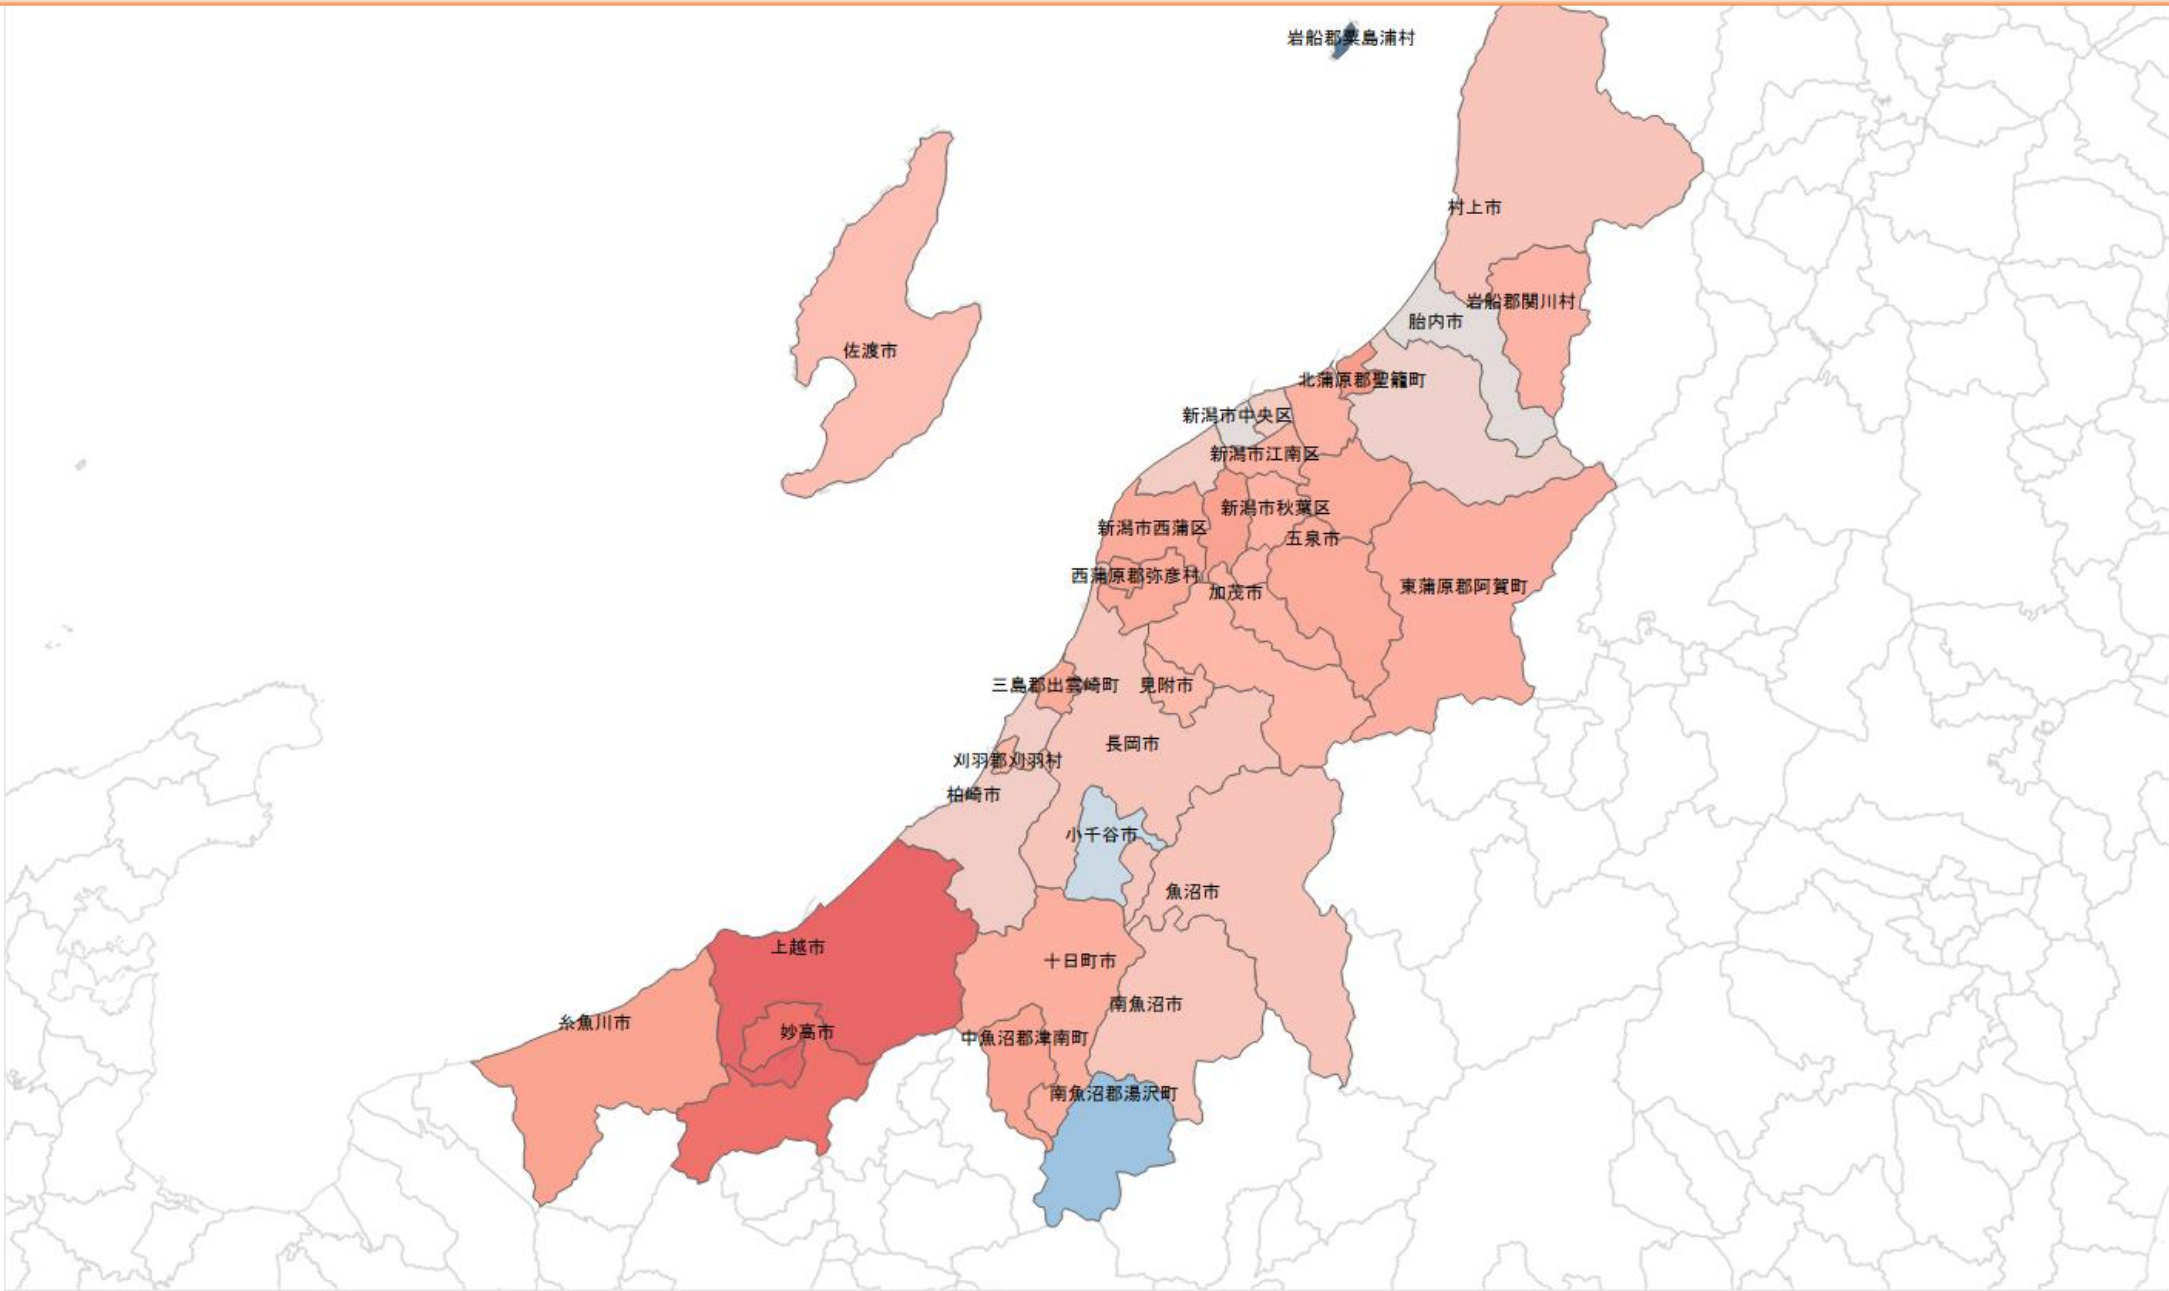 岩船郡粟島浦村
村上市
岩船郡関川村
胎内市
佐渡市
北蒲原郡聖籠町
新潟市中央区
新潟市江南区
新潟市秋葉区
新潟市西蒲区
五泉市
西蒲原郡弥彦村
東蒲原郡阿賀町
加茂市
三島郡出雲崎町
見附市
長岡市
刈羽郡刈羽村
柏崎市
小千谷市
魚沼市
上越市
十日町市
南魚沼市
糸魚川市
妙高市
中魚沼郡津南町
南魚沼郡湯沢町